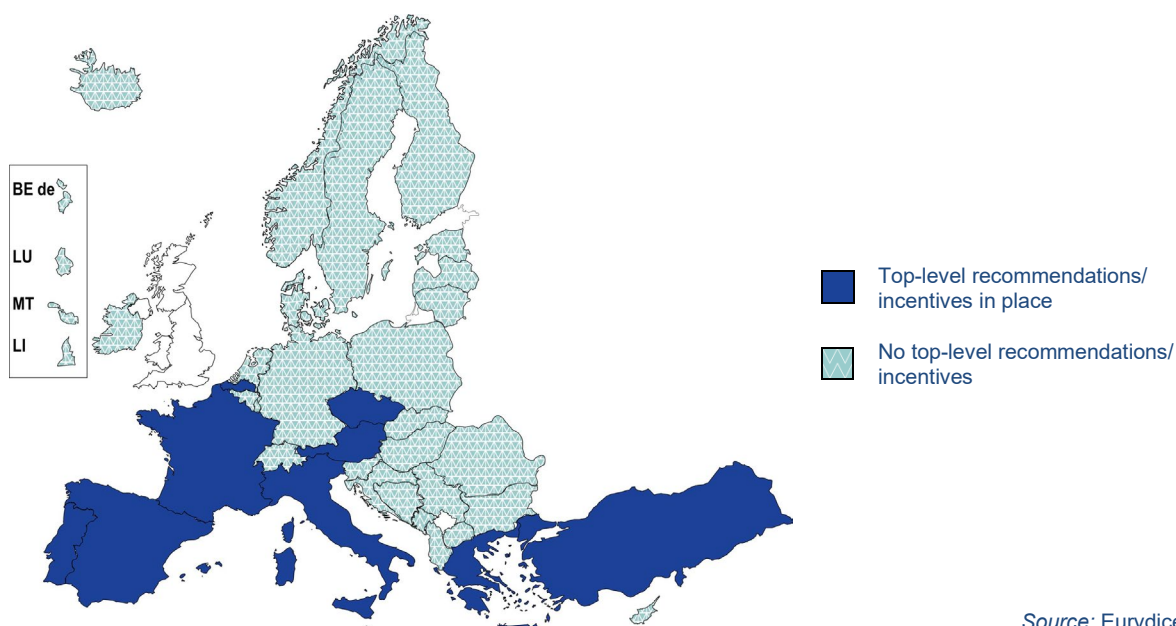 BE de
LU
MT
LI
Top-level recommendations/
incentives in place
No top-level recommendations/
incentives
Source: Eurydice